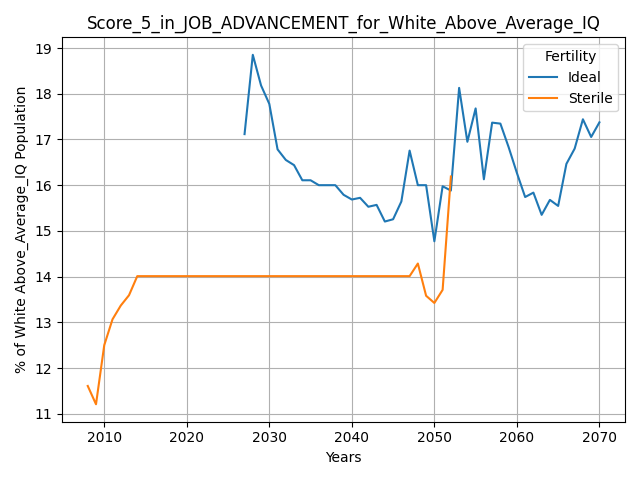 Score_5_in_JOB_ADVANCEMENT_for_White_Above_Average_IQ
Fertility
Ideal
Sterile
% of White Above_Average_IQ Population
19
18
17
16
15
14
13
12
11
2010 2020 2030 2040 2050 2060 2070
Years